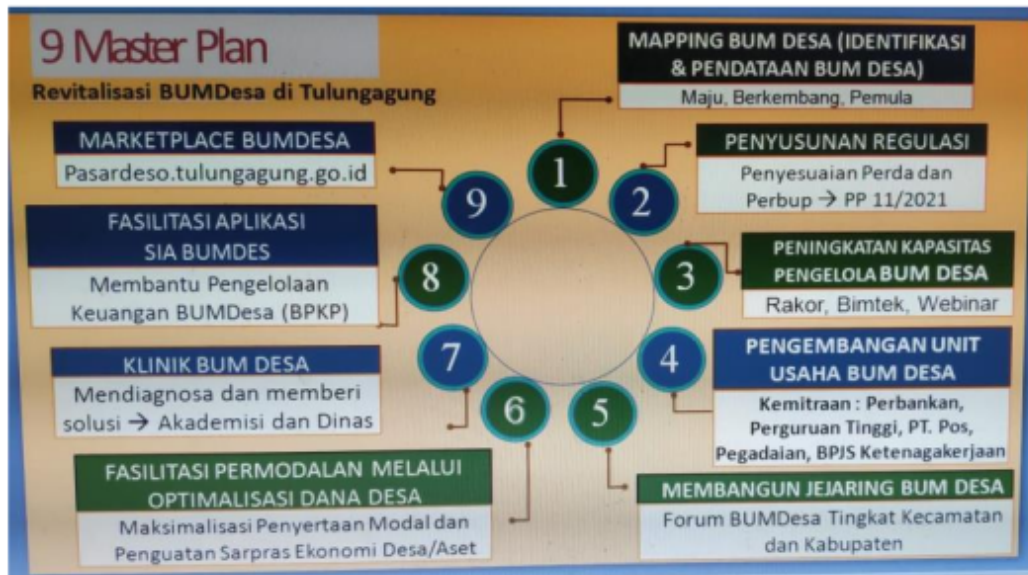 9 Master Plan
Revitalisasi BUMDesa di Tulungagung
1
MAPPING BUM DESA (IDENTIFIKASI
& PENDATAAN BUM DESA)
Maju, Berkembang, Pemula
2
PENYUSUNAN REGULASI
Penyesuaian Perda dan
Perbup → PP 11/2021
3
PENINGKATAN KAPASITAS
PENGELOLA BUM DESA
Rakor, Bimtek, Webinar
4
PENGEMBANGAN UNIT
USAHA BUM DESA
Kemitraan : Perbankan,
Perguruan Tinggi, PT. Pos,
Pegadaian, BPJS Ketenagakerjaan
5
MEMBANGUN JEJARING BUM DESA
Forum BUMDesa Tingkat Kecamatan
dan Kabupaten
6
FASILITASI PERMODALAN MELALUI
OPTIMALISASI DANA DESA
Maksimalisasi Penyertaan Modal dan
Penguatan Sarpras Ekonomi Desa/Aset
7
KLINIK BUM DESA
Mendiagnosa dan memberi
solusi → Akademisi dan Dinas
8
FASILITASI APLIKASI
SIA BUMDES
Membantu Pengelolaan
Keuangan BUMDesa (BPKP)
9
MARKETPLACE BUMDESA
Pasardeso.tulungagung.go.id